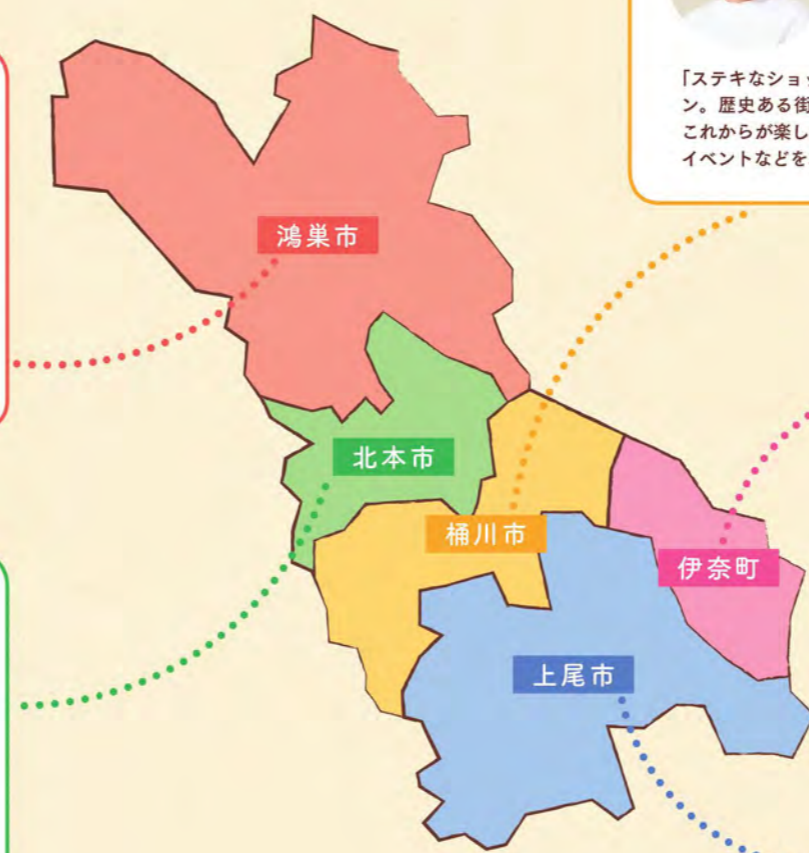 「ステキなショッ
ン。歴史ある街
これからが楽し
イベントなどを
鴻巣市
北本市
桶川市
伊奈町
上尾市